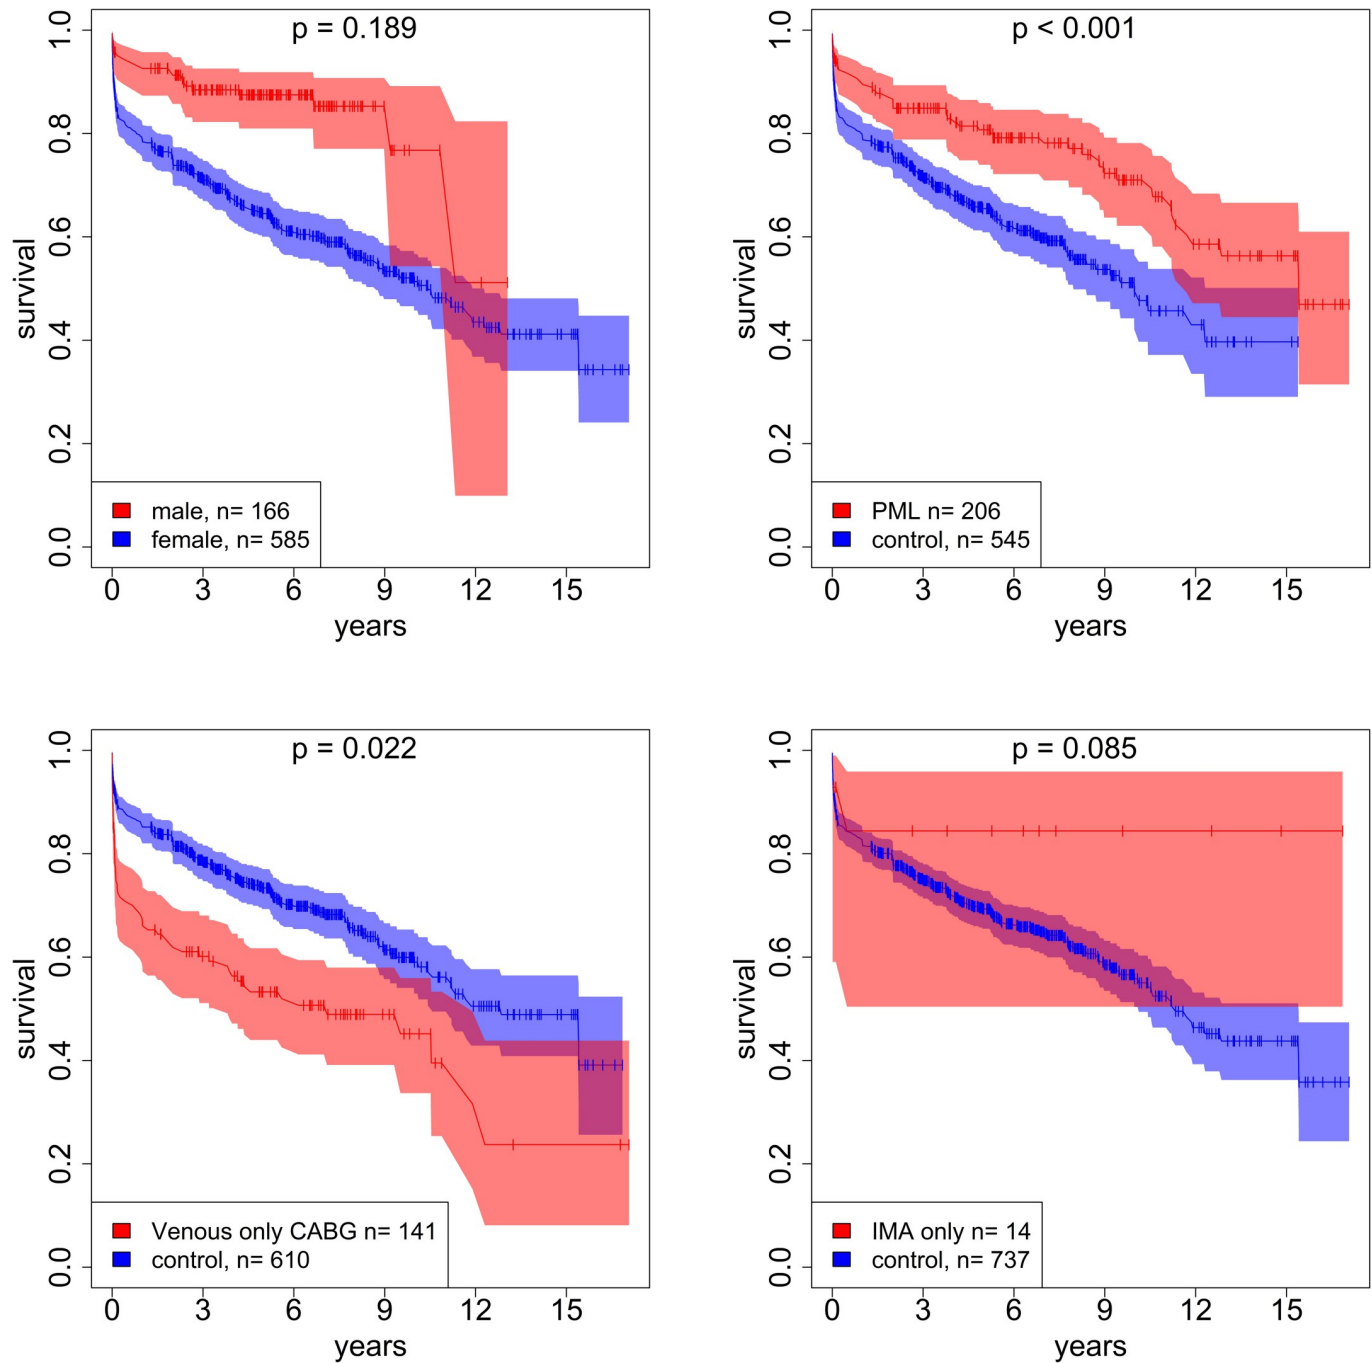 p = 0.189
survival
1.0
0.8
0.6
0.4
0.2
0.0
male, n= 166
female, n= 585
0 3 6 9 12 15
years
p < 0.001
survival
1.0
0.8
0.6
0.4
0.2
0.0
PML n= 206
control, n= 545
0 3 6 9 12 15
years
p = 0.022
survival
1.0
0.8
0.6
0.4
0.2
0.0
Venous only CABG n= 141
control, n= 610
0 3 6 9 12 15
years
p = 0.085
survival
1.0
0.8
0.6
0.4
0.2
0.0
IMA only n= 14
control, n= 737
0 3 6 9 12 15
years